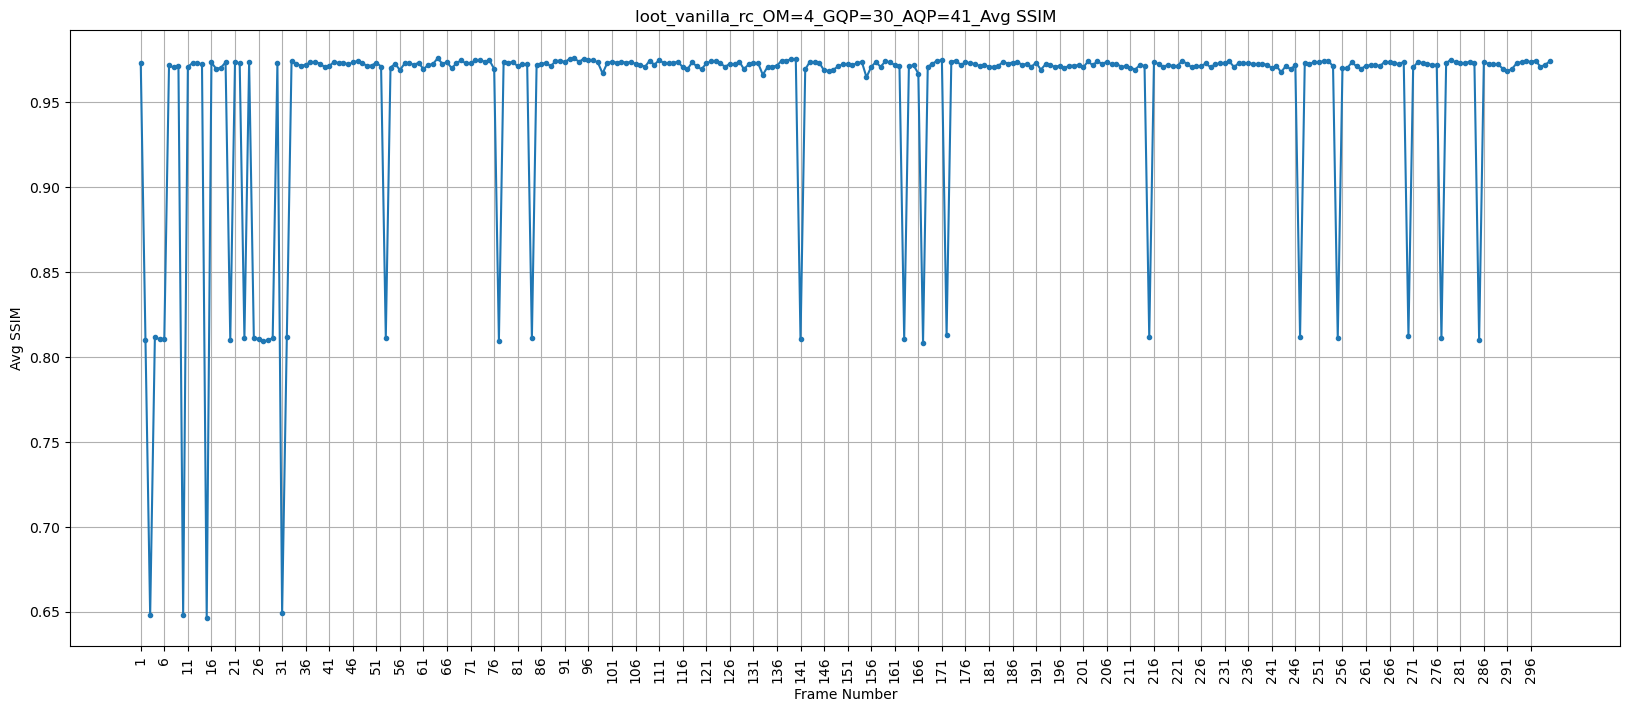 loot_vanilla_rc_OM=4_GQP=30_AQP=41_Avg SSIM
Avg SSIM
0.95
0.90
0.85
0.80
0.75
0.70
0.65
1 6 11 16 21 26 31 36 41 46 51 56 61 66 71 76 81 86 91 96 101 106 111 116 121 126 131 136 141 146 151 156 161 166 171 176 181 186 191 196 201 206 211 216 221 226 231 236 241 246 251 256 261 266 271 276 281 286 291 296
Frame Number